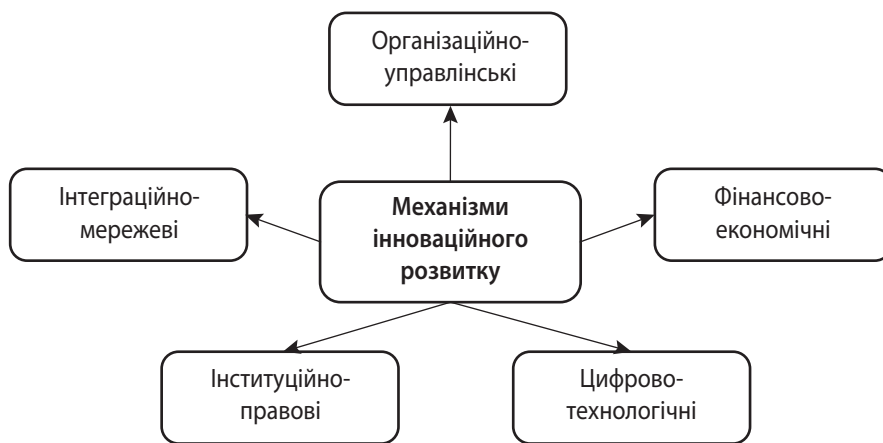 Організаційно-
управлінські
Інтеграційно-
мережеві
Механізми
інноваційного
розвитку
Фінансово-
економічні
Інституційно-
правові
Цифрово-
технологічні